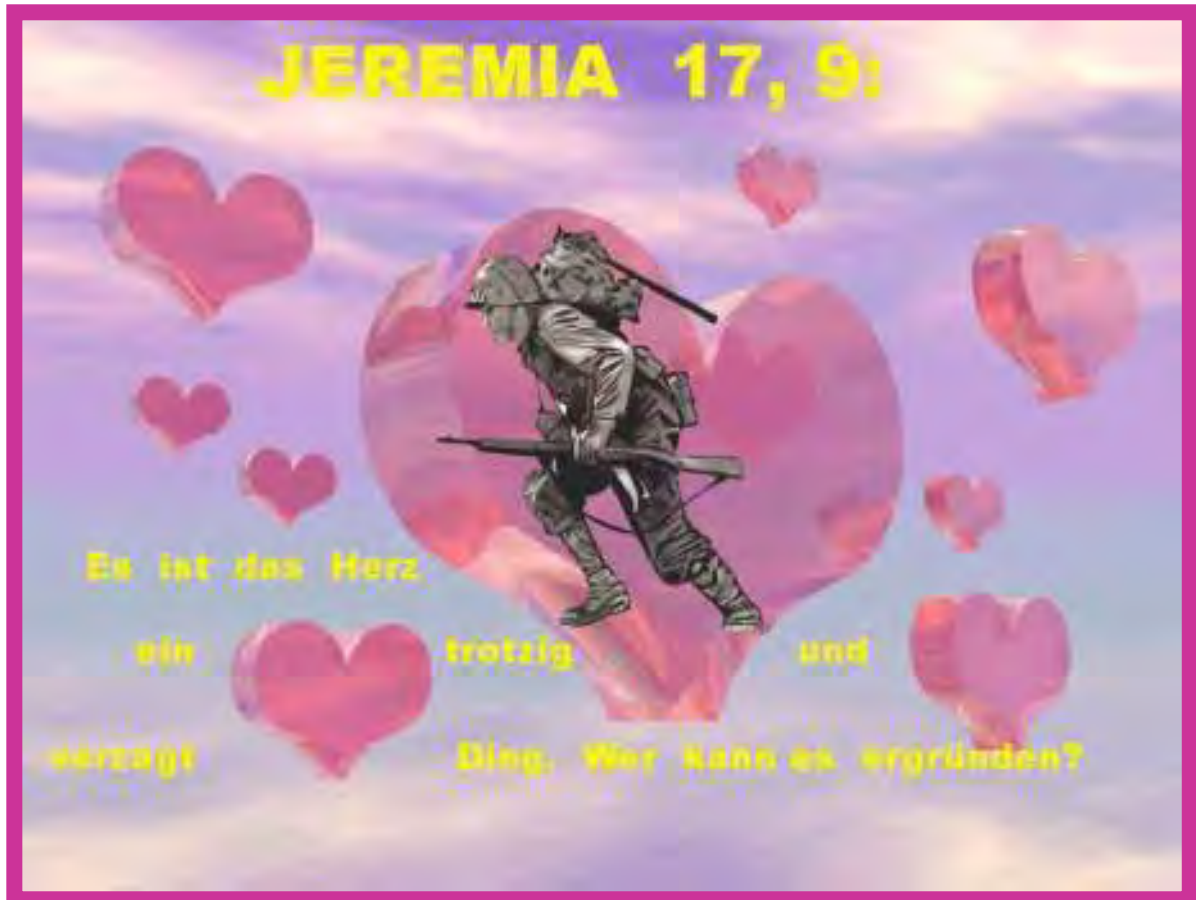 JEREMIA 17, 9:
Es ist das Herz
ein trotzig und
verzagt Ding. Wer kann es ergründen?